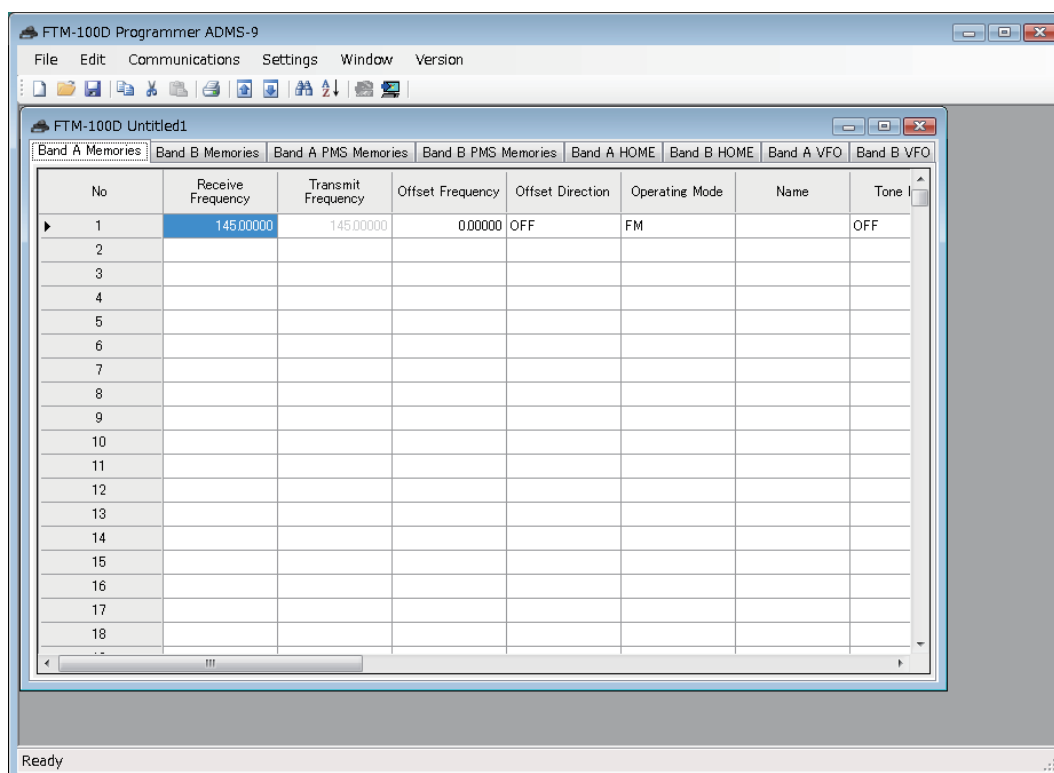 FTM-100D Programmer ADMS-9
File Edit Communications Settings Window Version
FTM-100D Untitled1
Band A Memories Band B Memories Band A PMS Memories Band B PMS Memories Band A HOME Band B HOME Band A VFO Band B VFO
No Receive Frequency Transmit Frequency Offset Frequency Offset Direction Operating Mode Name Tone
1 145.00000 145.00000 0.00000 OFF FM OFF
2
3
4
5
6
7
8
9
10
11
12
13
14
15
16
17
18
Ready